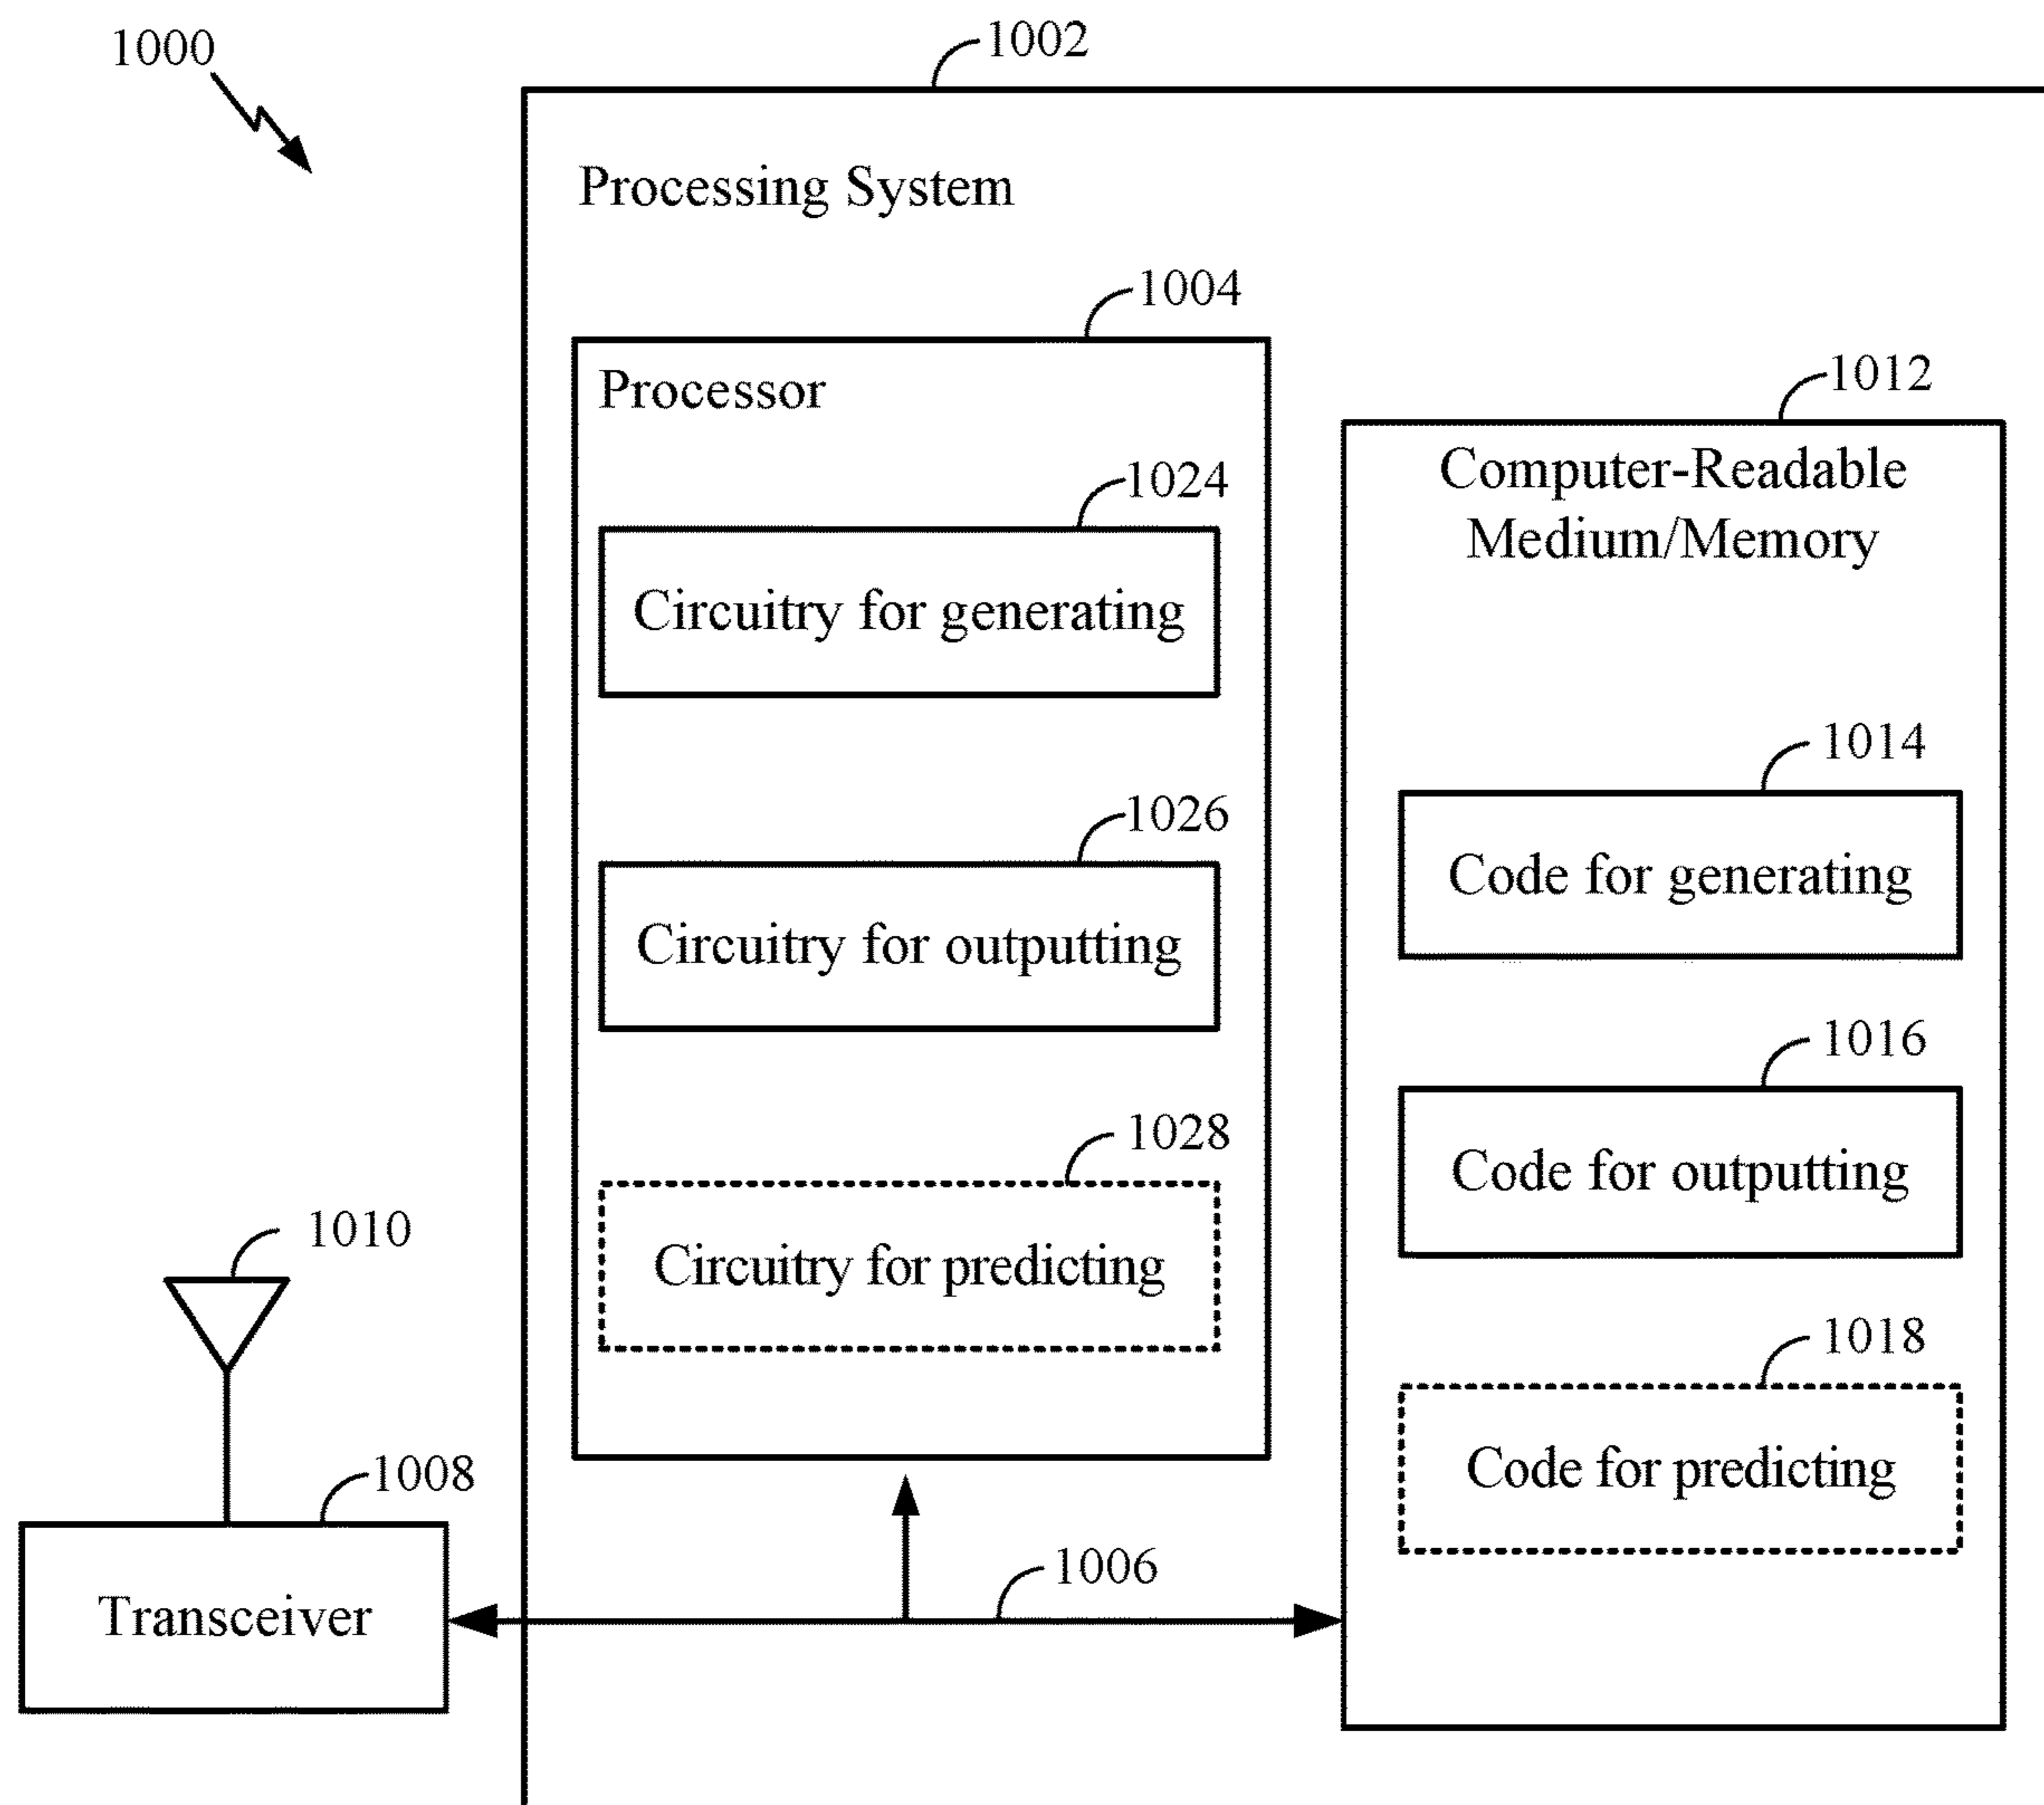 1000
1002
Processing System
1004
Processor
1024
Circuitry for generating
1026
Circuitry for outputting
1028
Circuitry for predicting
1012
Computer-Readable
Medium/Memory
1014
Code for generating
1016
Code for outputting
1018
Code for predicting
1010
1008
Transceiver
1006